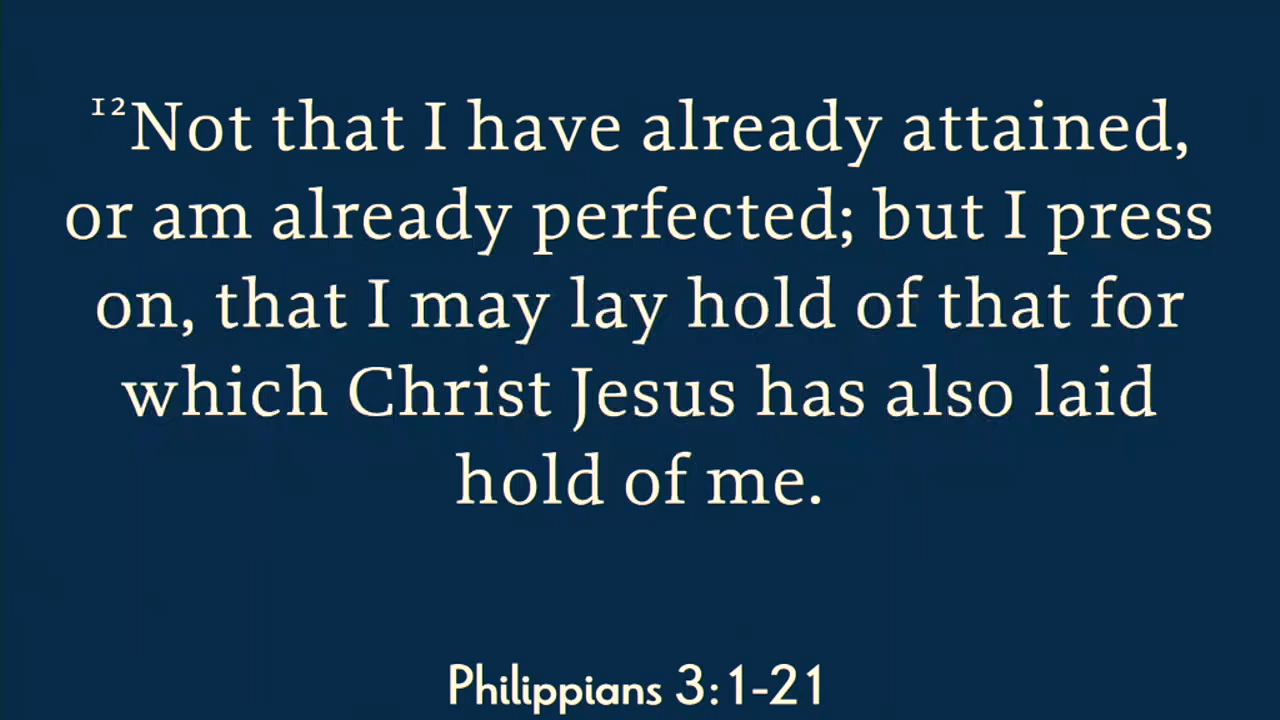 12Not that I have already attained,
or am already perfected; but I press
on, that I may lay hold of that for
which Christ Jesus has also laid
hold of me.
Philippians 3:1-21